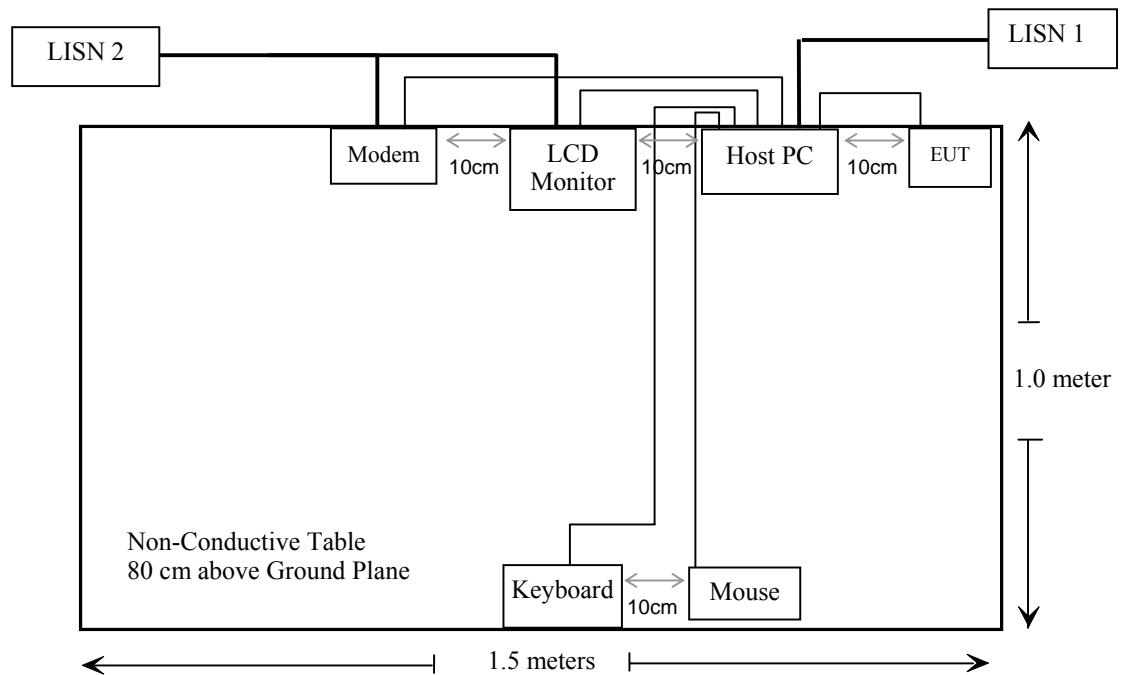 LISN 2
LISN 1
Modem
10cm
LCD
Monitor
10cm
Host PC
10cm
EUT
1.0 meter
Non-Conductive Table
80 cm above Ground Plane
Keyboard
10cm
Mouse
1.5 meters